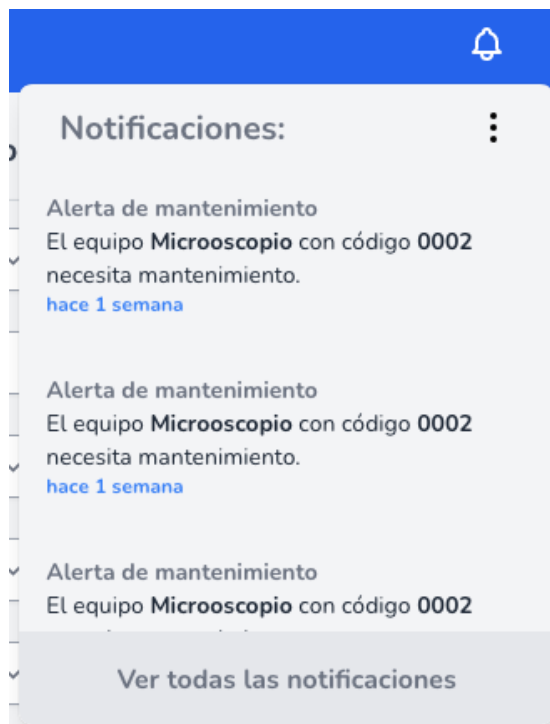 Notificaciones:
Alerta de mantenimiento
El equipo Microoscopio con código 0002
necesita mantenimiento.
hace 1 semana
Alerta de mantenimiento
El equipo Microoscopio con código 0002
necesita mantenimiento.
hace 1 semana
Alerta de mantenimiento
El equipo Microoscopio con código 0002
Ver todas las notificaciones